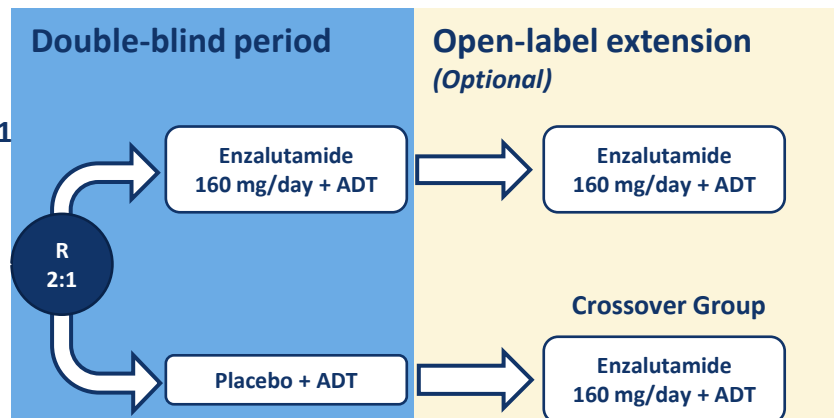 Double-blind period
Open-label extension
(Optional)
1
Enzalutamide
160 mg/day + ADT
Enzalutamide
160 mg/day + ADT
R
2:1
Crossover Group
Placebo + ADT
Enzalutamide
160 mg/day + ADT